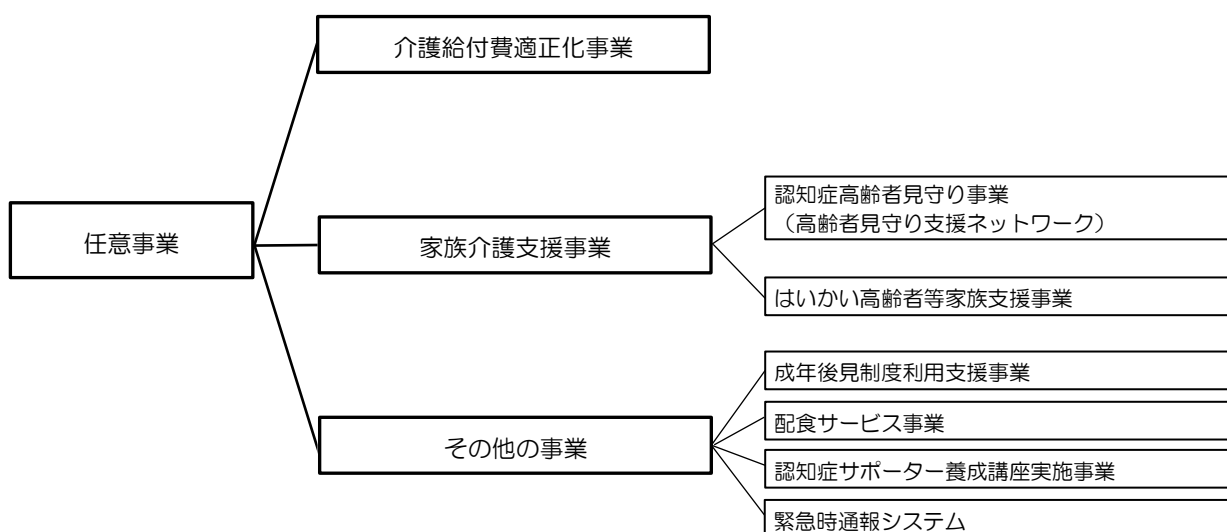 介護給付費適正化事業
任意事業
家族介護支援事業
認知症高齢者見守り事業
（高齢者見守り支援ネットワーク）
はいかい高齢者等家族支援事業
その他の事業
成年後見制度利用支援事業
配食サービス事業
認知症サポーター養成講座実施事業
緊急時通報システム